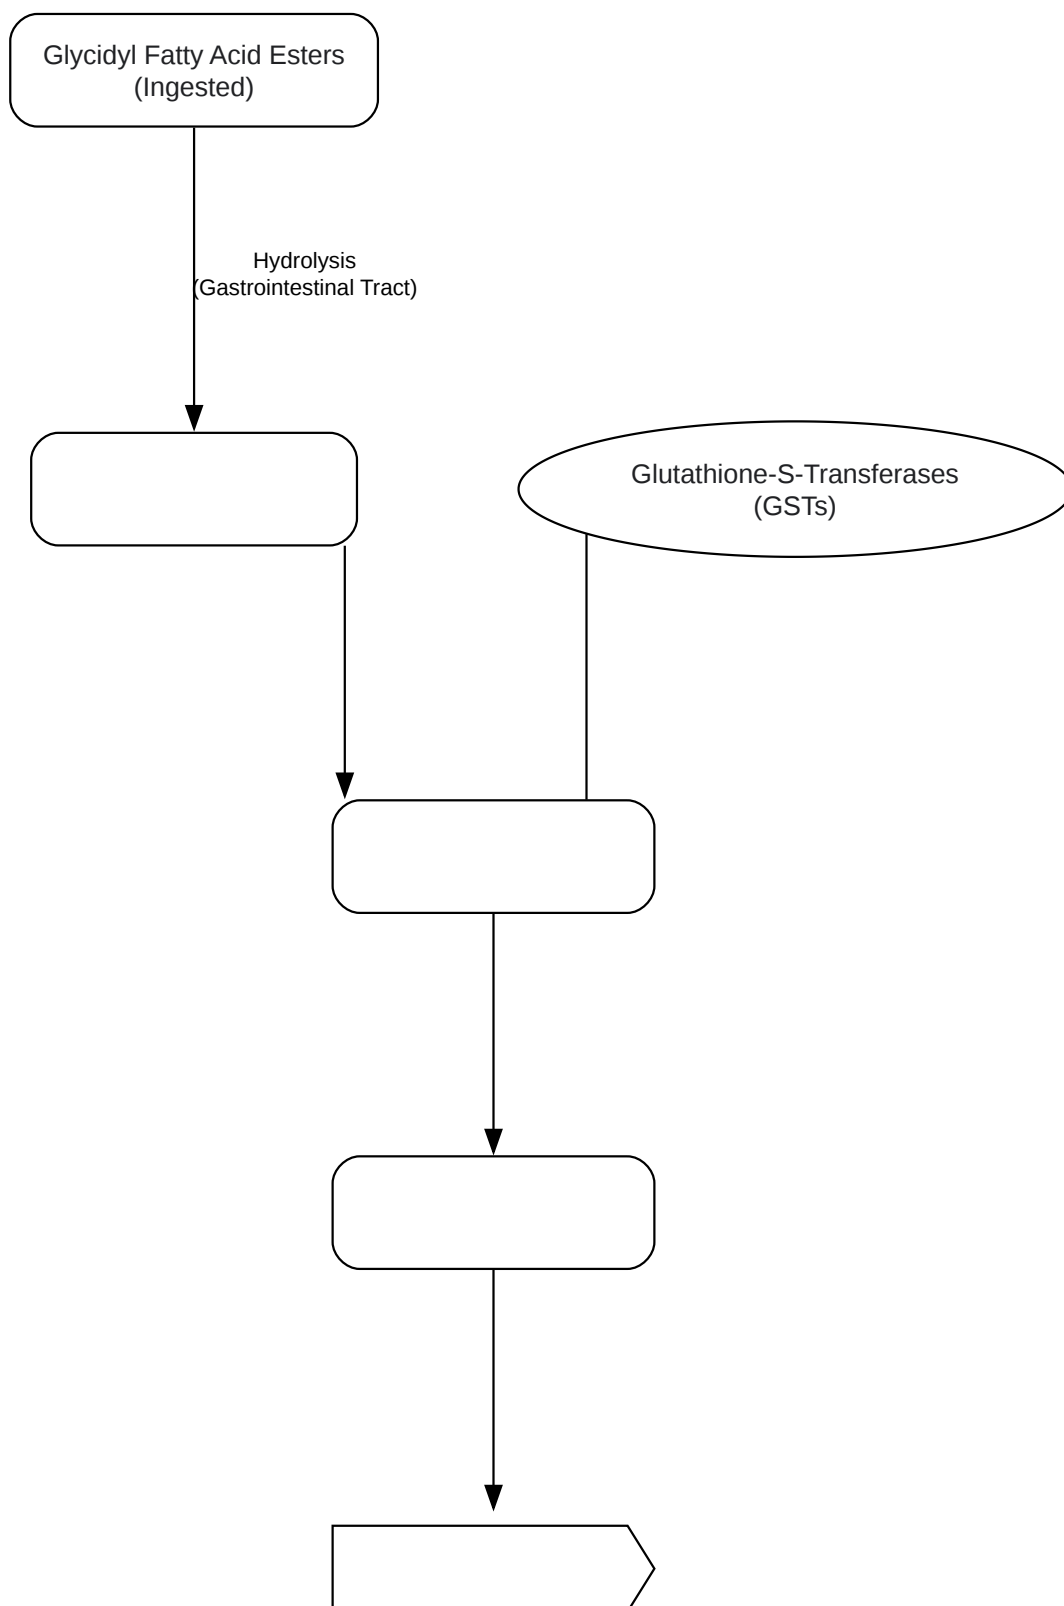 Glycidyl Fatty Acid Esters
(Ingested)
Hydrolysis
(Gastrointestinal Tract)
Glutathione-S-Transferases
(GSTs)